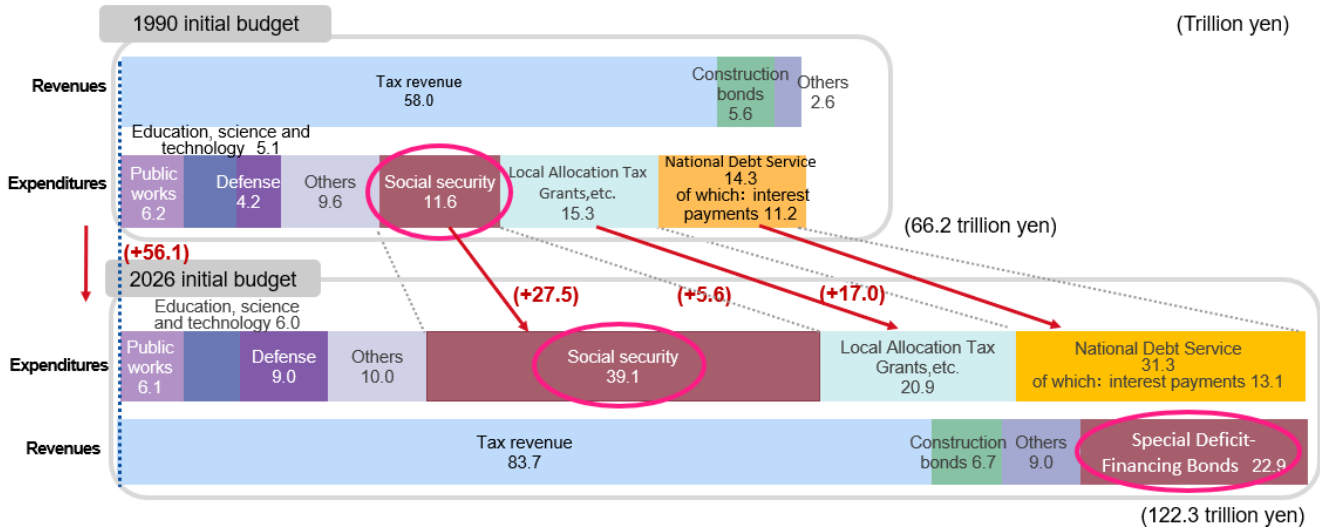 1990 initial budget
(Trillion yen)
Revenues
Tax revenue
58.0
Construction
bonds
5.6
Others
2.6
Expenditures
Public
works
6.2
Education, science and
technology 5.1
Defense
4.2
Others
9.6
Social security
11.6
Local Allocation Tax
Grants,etc.
15.3
National Debt Service
14.3
of which: interest
payments 11.2
(66.2 trillion yen)
(+56.1)
(+27.5)
(+5.6)
(+17.0)
2026 initial budget
Expenditures
Public
works
6.1
Education, science
and technology 6.0
Defense
9.0
Others
10.0
Social security
39.1
Local Allocation Tax
Grants,etc.
20.9
National Debt Service
31.3
of which: interest payments 13.1
Revenues
Tax revenue
83.7
Construction
bonds 6.7
Others
9.0
Special Deficit-
Financing Bonds 22.9
(122.3 trillion yen)